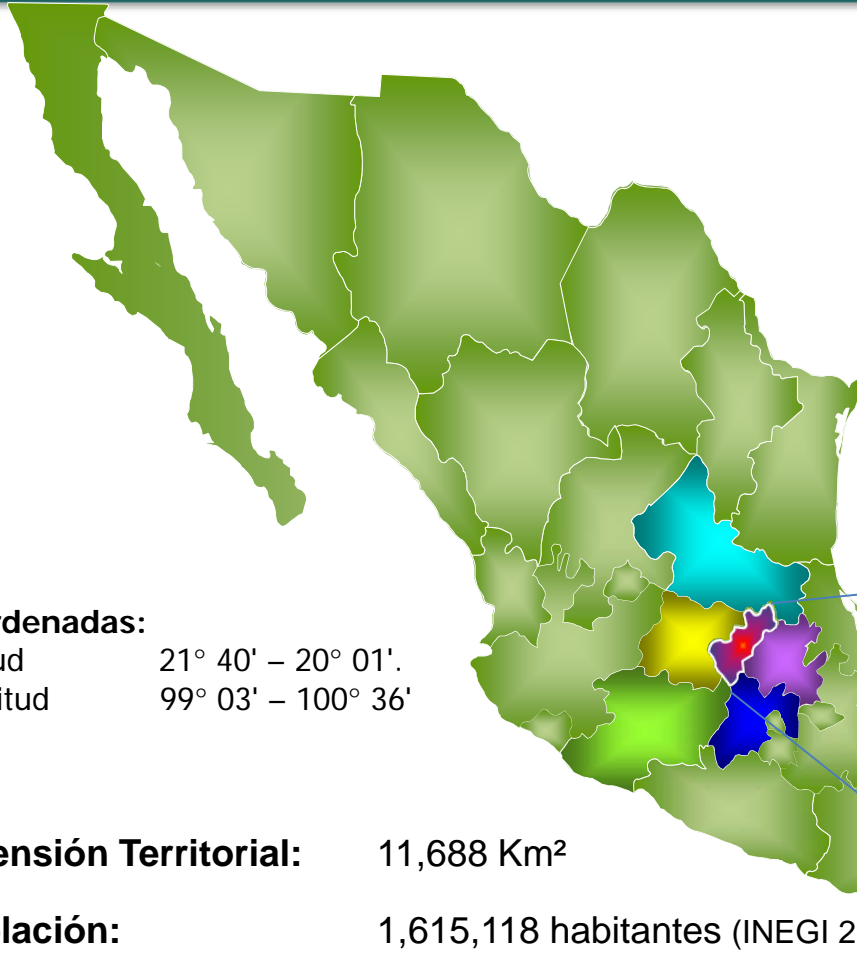 rdenadas:
ud 21° 40' – 20° 01'.
itud 99° 03' – 100° 36'
ensión Territorial: 11,688 Km²
lación: 1,615,118 habitantes (INEGI 2